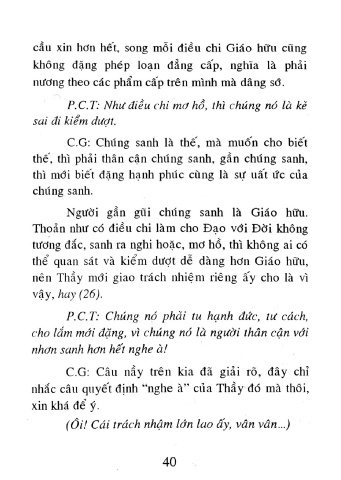 cầu xin hơn hết, song mỗi điều chi Giáo hữu cũng
không đặng phép loạn đẳng cấp, nghĩa là phải
nương theo các phẩm cấp trên mình mà dâng sớ.
P.C.T: Như điều chi mơ hồ, thì chúng nó là kẻ
sai đi kiểm dượt.
C.G: Chúng sanh là thế, mà muốn cho biết
thế, thì phải thân cận chúng sanh, gần chúng sanh,
thì mới biết đặng hạnh phúc cùng là sự uất ức của
chúng sanh.
Người gần gũi chúng sanh là Giáo hữu.
Thoản như có điều chi làm cho Đạo với Đời không
tương đắc, sanh ra nghi hoặc, mơ hồ, thì không ai có
thể quan sát và kiểm dượt dễ dàng hơn Giáo hữu,
nên Thầy mới giao trách nhiệm riêng ấy cho là vì
vậy, hay (26).
P.C.T: Chúng nó phải tu hạnh đức, tư cách,
cho lắm mới đặng, vì chúng nó là người thân cận với
nhơn sanh hơn hết nghe à!
C.G: Câu nầy trên kia đã giải rõ, đây chỉ
nhắc câu quyết định “nghe à” của Thầy đó mà thôi,
xin khá để ý.
(Ôi! Cái trách nhậm lớn lao ấy, vân vân...)
40